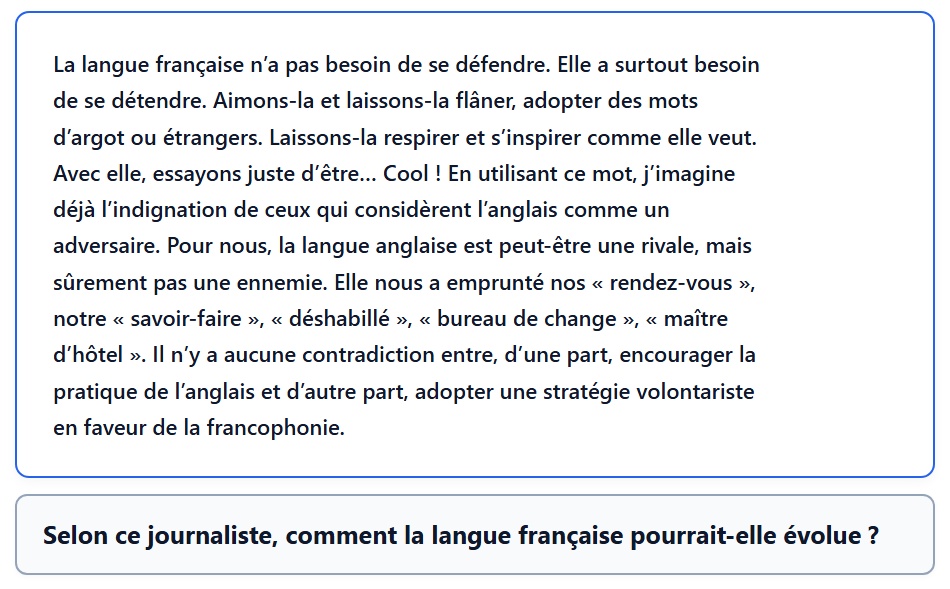 La langue française n’a pas besoin de se défendre. Elle a surtout besoin
de se détendre. Aimons-la et laissons-la flâner, adopter des mots
d’argot ou étrangers. Laissons-la respirer et s’inspirer comme elle veut.
Avec elle, essayons juste d’être… Cool ! En utilisant ce mot, j’imagine
déjà l’indignation de ceux qui considèrent l’anglais comme un
adversaire. Pour nous, la langue anglaise est peut-être une rivale, mais
sûrement pas une ennemie. Elle nous a emprunté nos « rendez-vous »,
notre « savoir-faire », « déshabillé », « bureau de change », « maître
d’hôtel ». Il n’y a aucune contradiction entre, d’une part, encourager la
pratique de l’anglais et d’autre part, adopter une stratégie volontariste
en faveur de la francophonie.
Selon ce journaliste, comment la langue française pourrait-elle évolue ?